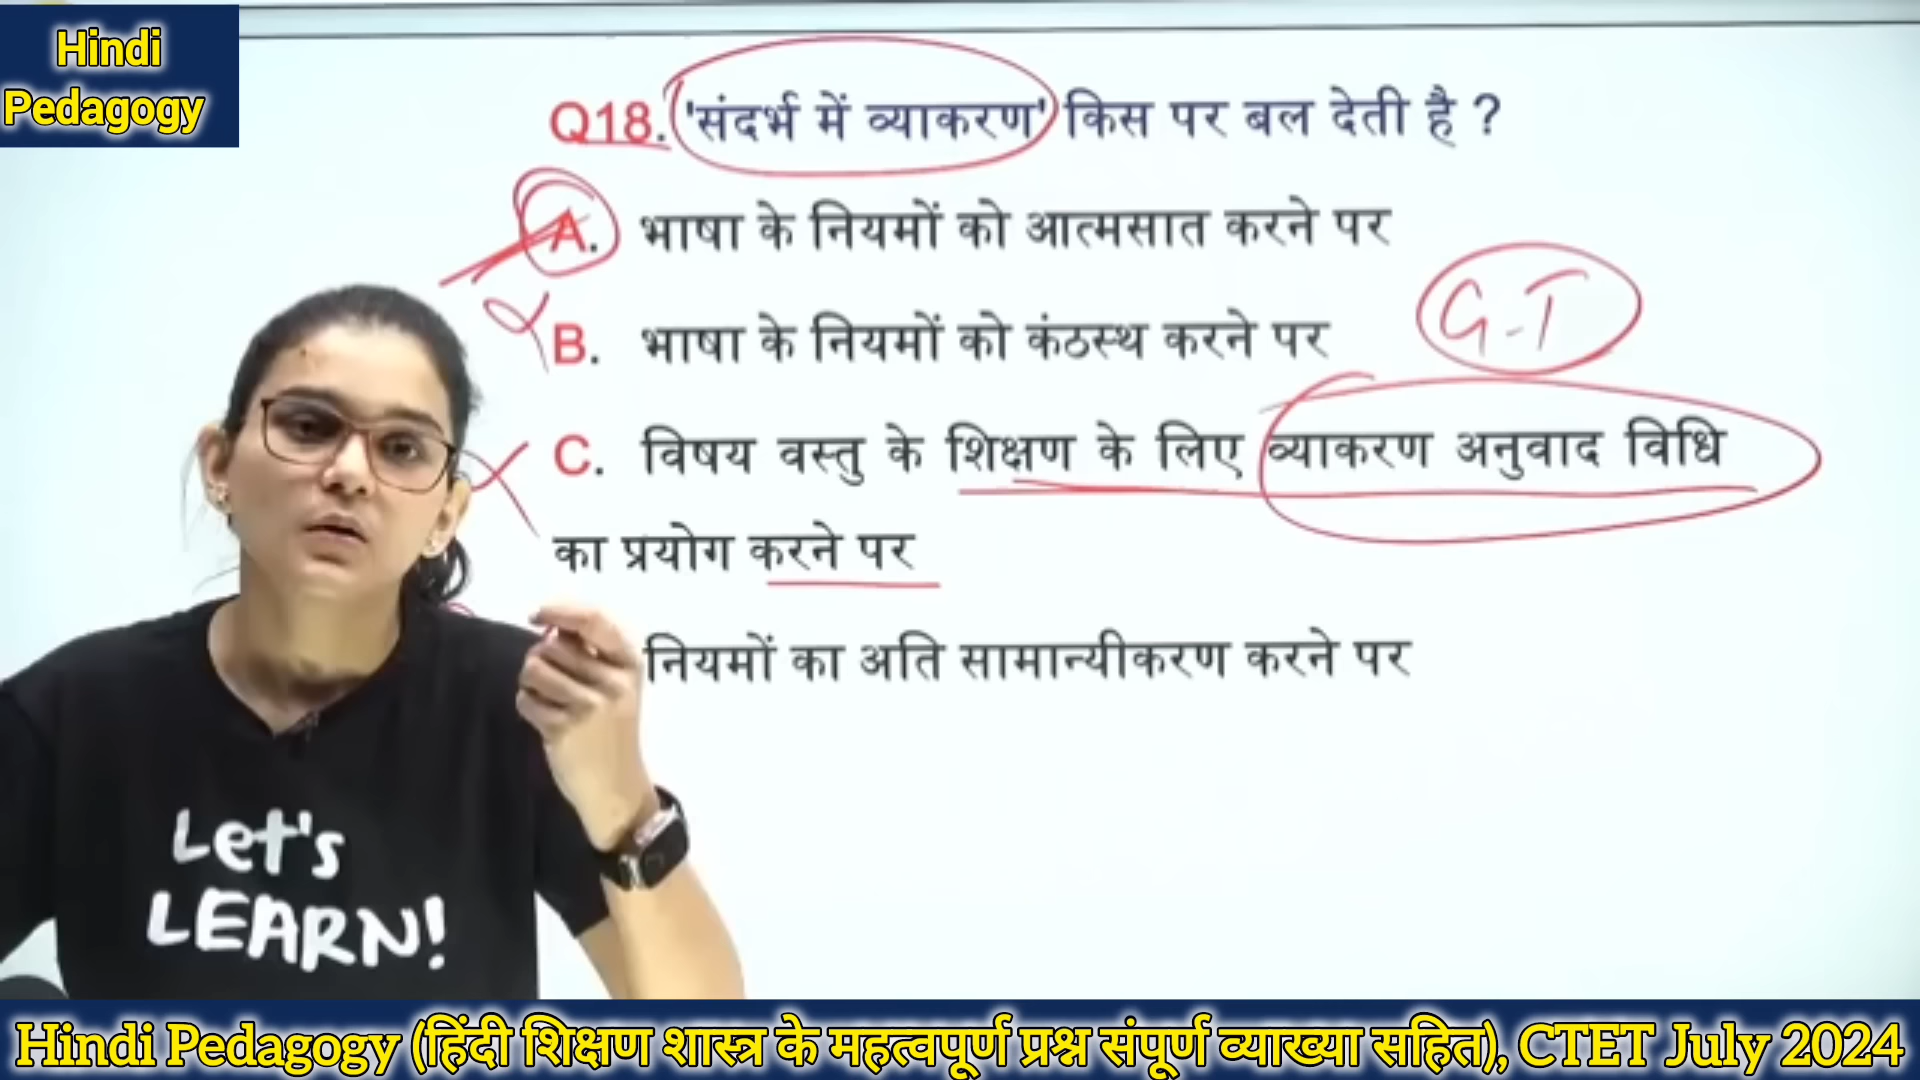 Hindi
Pedagogy
Q18. 'संदर्भ में व्याकरण' किस पर बल देती है ?
A. भाषा के नियमों को आत्मसात करने पर
B. भाषा के नियमों को कंठस्थ करने पर
G-T
C. विषय वस्तु के शिक्षण के लिए व्याकरण अनुवाद विधि
का प्रयोग करने पर
नियमों का अति सामान्यीकरण करने पर
Let's
LEARN!
Hindi Pedagogy (हिंदी शिक्षण शास्त्र के महत्वपूर्ण प्रश्न संपूर्ण व्याख्या सहित), CTET July 2024